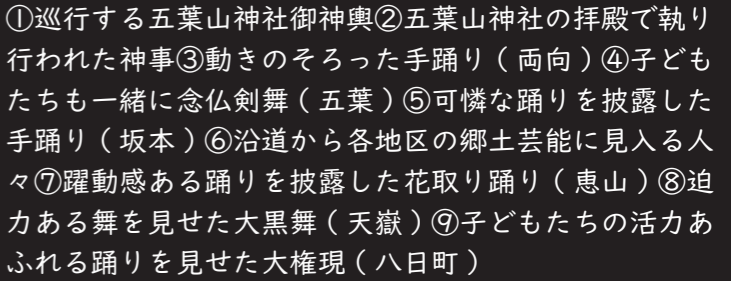 ①巡行する五葉山神社御神輿②五葉山神社の拝殿で執り
行われた神事③動きのそろった手踊り(両向)④子ども
たちも一緒に念仏剣舞(五葉)⑤可憐な踊りを披露した
手踊り(坂本)⑥沿道から各地区の郷土芸能に見入る人
々⑦躍動感ある踊りを披露した花取り踊り(恵山)⑧迫
力ある舞を見せた大黒舞(天嶽)⑨子どもたちの活力あ
ふれる踊りを見せた大権現(八日町)